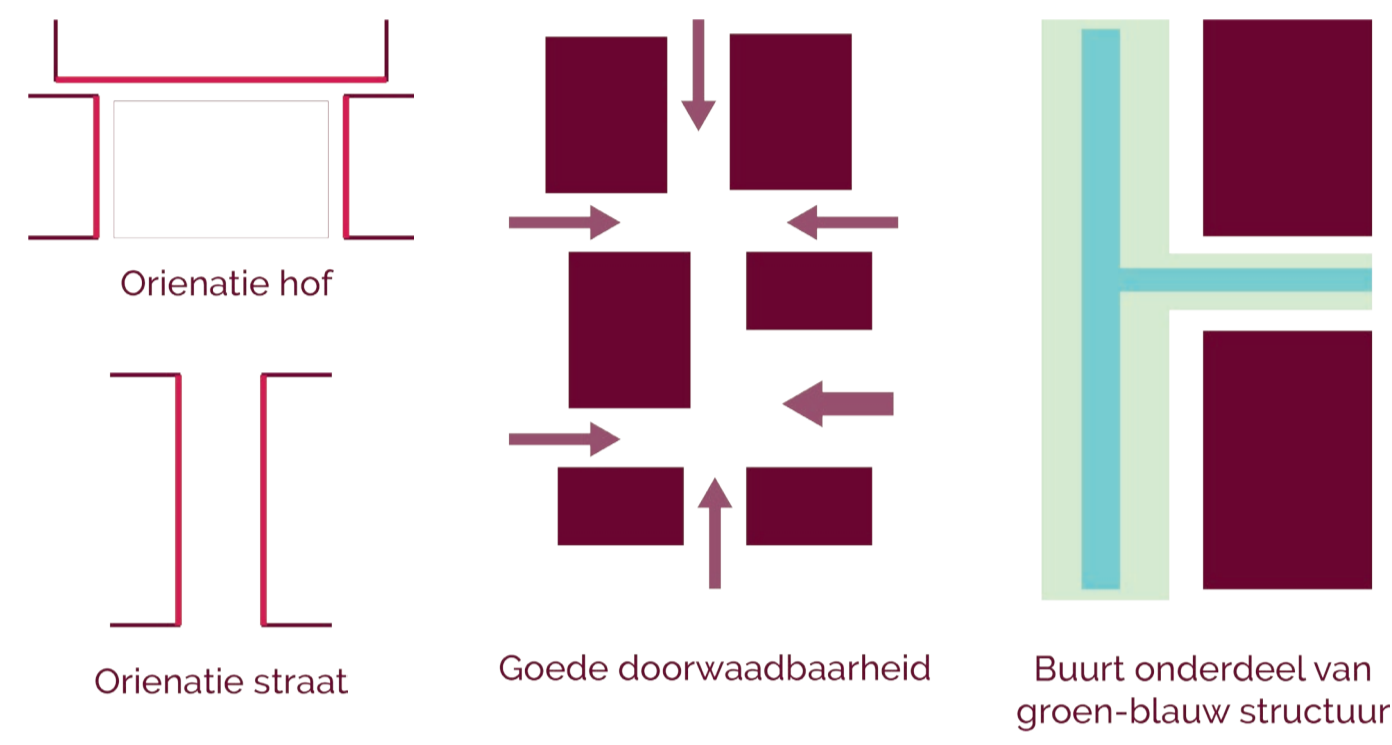 Orienatie hof
Orienatie straat
Goede doorwaadbaarheid
Buurt onderdeel van
groen-blauw structuur